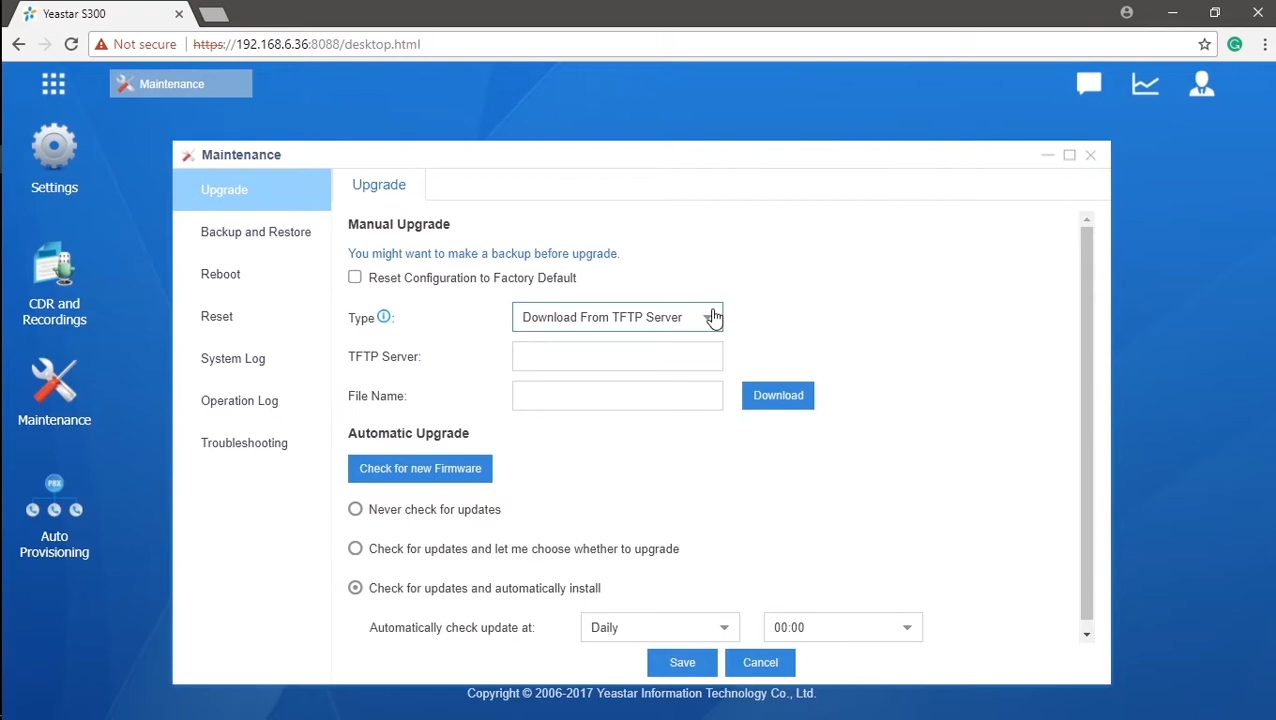 Yeastar S300
Not secure
https://192.168.6.36:8088/desktop.html
Maintenance
Settings
CDR and
Recordings
Maintenance
PBX
Auto
Provisioning
Maintenance
Upgrade
Backup and Restore
Reboot
Reset
System Log
Operation Log
Troubleshooting
Upgrade
Manual Upgrade
You might want to make a backup before upgrade.
Reset Configuration to Factory Default
Type : Download From TFTP Server
TFTP Server:
File Name: Download
Automatic Upgrade
Check for new Firmware
Never check for updates
Check for updates and let me choose whether to upgrade
Check for updates and automatically install
Automatically check update at: Daily 00:00
Save Cancel
Copyright © 2006-2017 Yeastar Information Technology Co., Ltd.